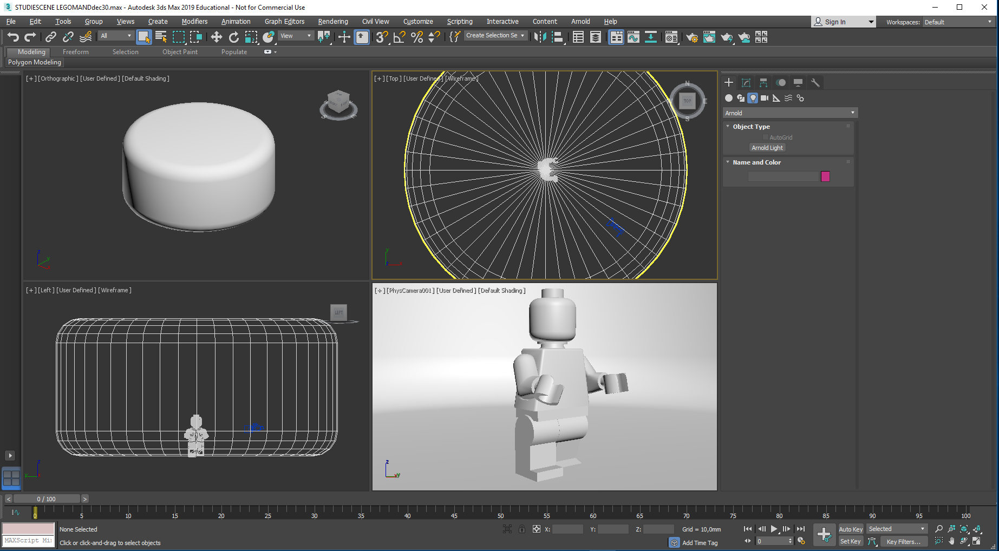 STUDIESCENE LEGOMANDdec30.max - Autodesk 3ds Max 2019 Educational - Not for Commercial Use
File Edit Tools Group Views Create Modifiers Animation Graph Editors Rendering Civil View Customize Scripting Interactive Content Arnold Help Sign In Workspaces: Default
All View Create Selection Se
Modeling Freeform Selection Object Paint Populate
Polygon Modeling
[+] [Orthographic] [User Defined] [Default Shading]
[+] [Top] [User Defined] [Wireframe]
N
TOP
E
S
Arnold
Object Type
AutoGrid
Arnold Light
Name and Color
[+] [Left] [User Defined] [Wireframe]
LEFT
[+] [PhysCamera001] [User Defined] [Default Shading]
< 0 / 100 >
0 5 10 15 20 25 30 35 40 45 50 55 60 65 70 75 80 85 90 95 100
None Selected X: Y: Z: Grid = 10,0mm Auto Key Selected
MAXScript Mi
Click or click-and-drag to select objects Add Time Tag 0 Set Key Key Filters...